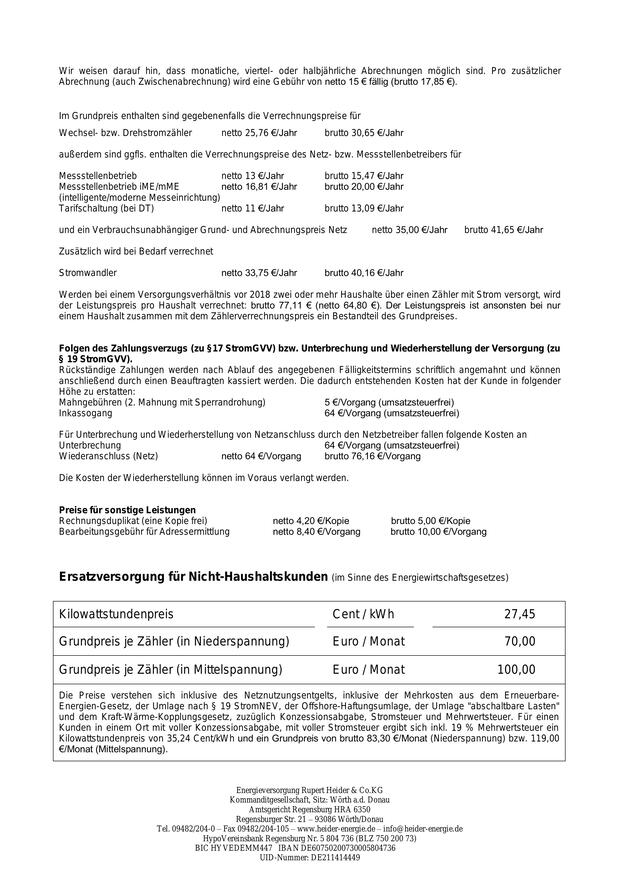 Wir weisen darauf hin, dass monatliche, viertel- oder halbjährliche Abrechnungen möglich sind. Pro zusätzlicher
Abrechnung (auch Zwischenabrechnung) wird eine Gebühr von netto 15 € fällig (brutto 17,85 €).
Im Grundpreis enthalten sind gegebenenfalls die Verrechnungspreise für
Wechsel- bzw. Drehstromzähler netto 25,76 €/Jahr brutto 30,65 €/Jahr
außerdem sind ggfls. enthalten die Verrechnungspreise des Netz- bzw. Messstellenbetreibers für
Messstellenbetrieb netto 13 €/Jahr brutto 15,47 €/Jahr
Messstellenbetrieb iME/mME netto 16,81 €/Jahr brutto 20,00 €/Jahr
(intelligente/moderne Messeinrichtung)
Tarifschaltung (bei DT) netto 11 €/Jahr brutto 13,09 €/Jahr
und ein Verbrauchsunabhängiger Grund- und Abrechnungspreis Netz netto 35,00 €/Jahr brutto 41,65 €/Jahr
Zusätzlich wird bei Bedarf verrechnet
Stromwandler netto 33,75 €/Jahr brutto 40,16 €/Jahr
Werden bei einem Versorgungsverhältnis vor 2018 zwei oder mehr Haushalte über einen Zähler mit Strom versorgt, wird
der Leistungspreis pro Haushalt verrechnet: brutto 77,11 € (netto 64,80 €). Der Leistungspreis ist ansonsten bei nur
einem Haushalt zusammen mit dem Zählerverrechnungspreis ein Bestandteil des Grundpreises.
Folgen des Zahlungsverzugs (zu §17 StromGVV) bzw. Unterbrechung und Wiederherstellung der Versorgung (zu
§ 19 StromGVV).
Rückständige Zahlungen werden nach Ablauf des angegebenen Fälligkeitstermins schriftlich angemahnt und können
anschließend durch einen Beauftragten kassiert werden. Die dadurch entstehenden Kosten hat der Kunde in folgender
Höhe zu erstatten:
Mahngebühren (2. Mahnung mit Sperrandrohung) 5 €/Vorgang (umsatzsteuerfrei)
Inkassogang 64 €/Vorgang (umsatzsteuerfrei)
Für Unterbrechung und Wiederherstellung von Netzanschluss durch den Netzbetreiber fallen folgende Kosten an
Unterbrechung 64 €/Vorgang (umsatzsteuerfrei)
Wiederanschluss (Netz) netto 64 €/Vorgang brutto 76,16 €/Vorgang
Die Kosten der Wiederherstellung können im Voraus verlangt werden.
Preise für sonstige Leistungen
Rechnungsduplikat (eine Kopie frei) netto 4,20 €/Kopie brutto 5,00 €/Kopie
Bearbeitungsgebühr für Adressermittlung netto 8,40 €/Vorgang brutto 10,00 €/Vorgang
Ersatzversorgung für Nicht-Haushaltskunden (im Sinne des Energiewirtschaftsgesetzes)
Kilowattstundenpreis Cent / kWh 27,45
Grundpreis je Zähler (in Niederspannung) Euro / Monat 70,00
Grundpreis je Zähler (in Mittelspannung) Euro / Monat 100,00
Die Preise verstehen sich inklusive des Netznutzungsentgelts, inklusive der Mehrkosten aus dem Erneuerbare-
Energien-Gesetz, der Umlage nach § 19 StromNEV, der Offshore-Haftungsumlage, der Umlage "abschaltbare Lasten"
und dem Kraft-Wärme-Kopplungsgesetz, zuzüglich Konzessionsabgabe, Stromsteuer und Mehrwertsteuer. Für einen
Kunden in einem Ort mit voller Konzessionsabgabe, mit voller Stromsteuer ergibt sich inkl. 19 % Mehrwertsteuer ein
Kilowattstundenpreis von 35,24 Cent/kWh und ein Grundpreis von brutto 83,30 €/Monat (Niederspannung) bzw. 119,00
€/Monat (Mittelspannung).
Energieversorgung Rupert Heider & Co.KG
Kommanditgesellschaft, Sitz: Wörth a.d. Donau
Amtsgericht Regensburg HRA 6350
Regensburger Str. 21 – 93086 Wörth/Donau
Tel. 09482/204-0 – Fax 09482/204-105 – www.heider-energie.de – info@heider-energie.de
HypoVereinsbank Regensburg Nr. 5 804 736 (BLZ 750 200 73)
BIC HYVEDEMM447 IBAN DE60750200730005804736
UID-Nummer: DE211414449